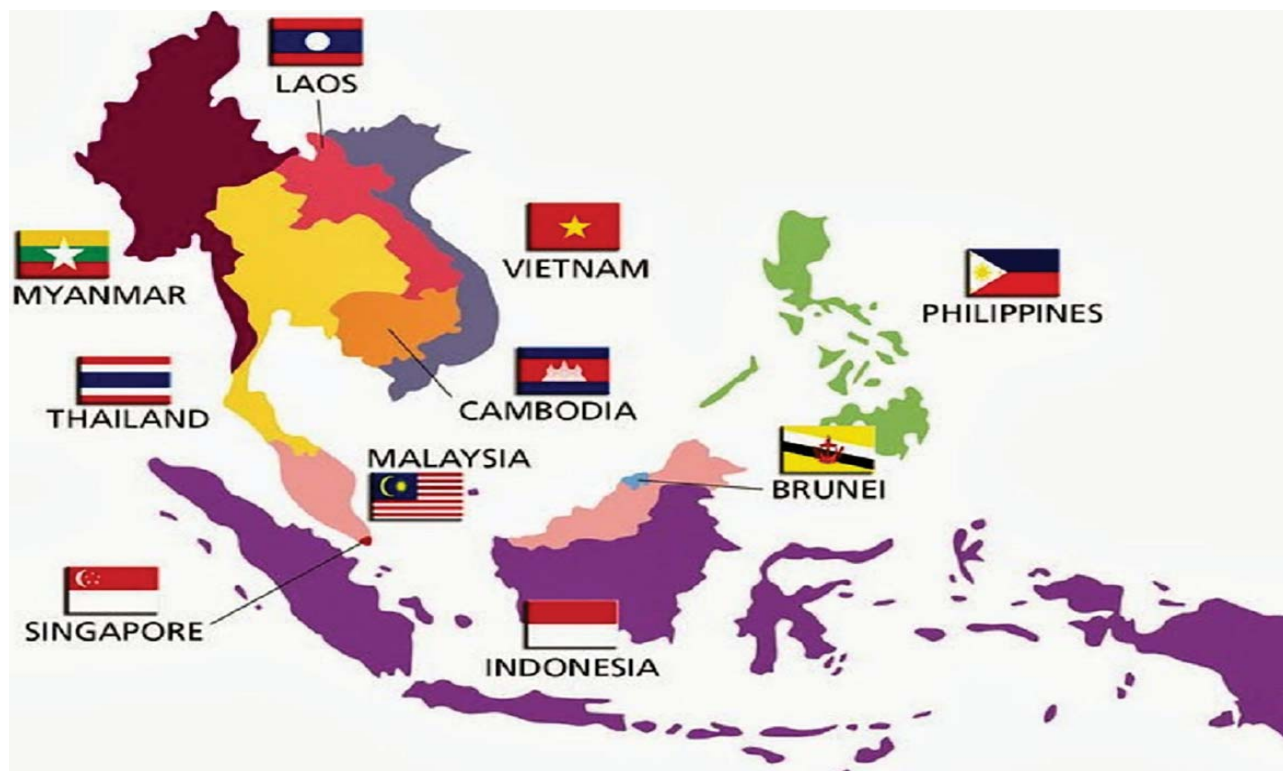 LAOS
VIETNAM
MYANMAR
PHILIPPINES
THAILAND
CAMBODIA
MALAYSIA
BRUNEI
SINGAPORE
INDONESIA